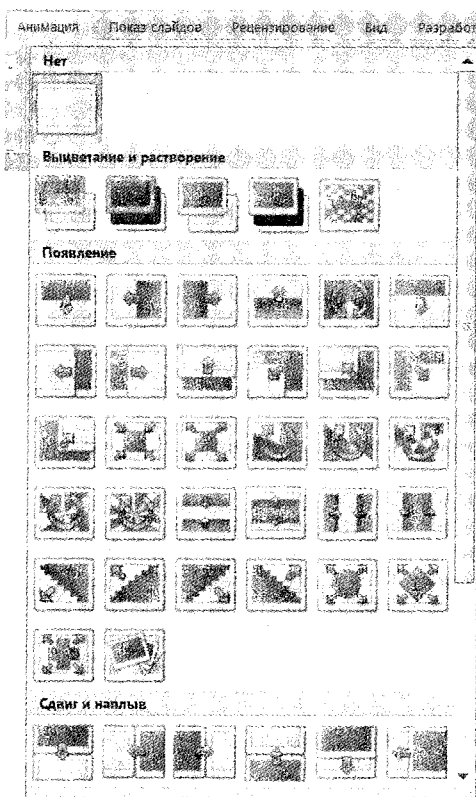 Анимация Показ слайдов Рецензирование Вид Разработ
Нет
Выцветание и растворение
Появление
Сдвиг и наплыв